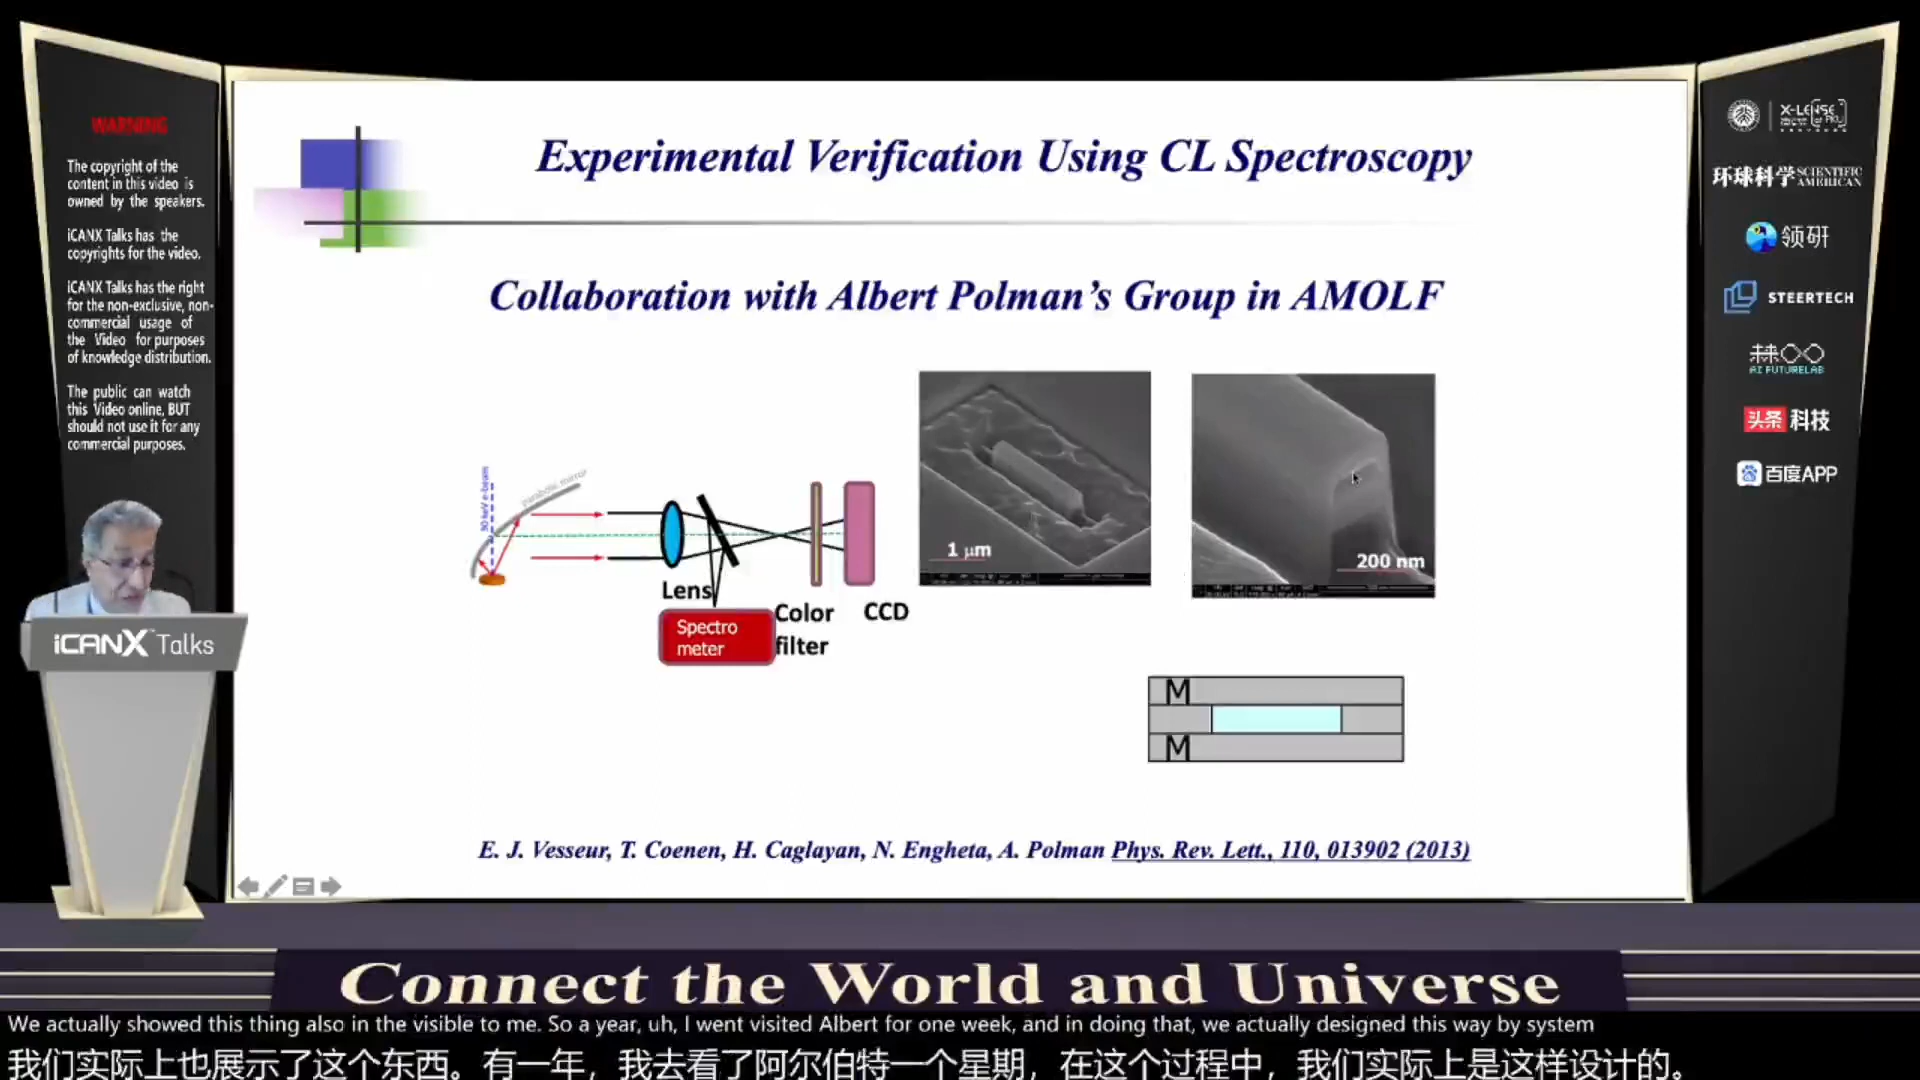 WARNING
The copyright of the
content in this video is
owned by the speakers.
iCANX Talks has the
copyrights for the video.
iCANX Talks has the right
for the non-exclusive, non-
commercial usage of
the Video for purposes
of knowledge distribution.
The public can watch
this Video online, BUT
should not use it for any
commercial purposes.
iCANX Talks
Experimental Verification Using CL Spectroscopy
Collaboration with Albert Polman's Group in AMOLF
30 keV e-beam
Parabolic mirror
Lens
Spectro
meter
Color
filter
CCD
1 μm
200 nm
M
M
E. J. Vesseur, T. Coenen, H. Caglayan, N. Engheta, A. Polman Phys. Rev. Lett., 110, 013902 (2013)
X-LENSE
环球科学 SCIENTIFIC AMERICAN
领研
STEERTECH
AI FUTURELAB
头条 科技
百度APP
Connect the World and Universe
We actually showed this thing also in the visible to me. So a year, uh, I went visited Albert for one week, and in doing that, we actually designed this way by system
我们实际上也展示了这个东西。有一年，我去看了阿尔伯特一个星期，在这个过程中，我们实际上是这样设计的。